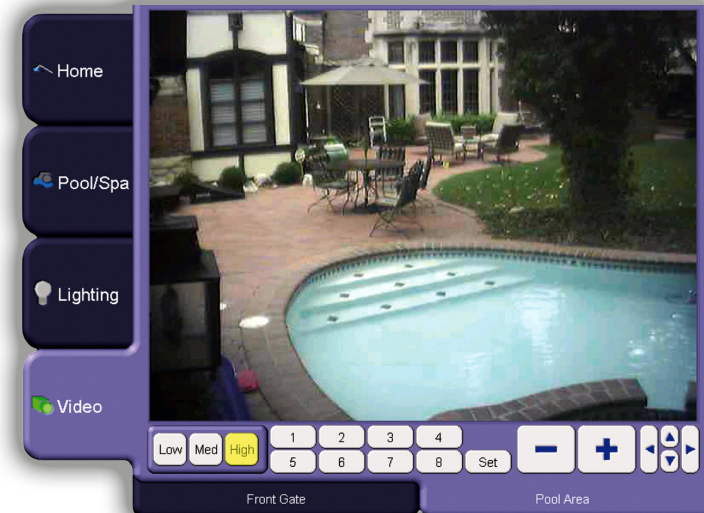 Home
Pool/Spa
Lighting
Video
Low Med High
1 2 3 4
5 6 7 8 Set
Front Gate
Pool Area